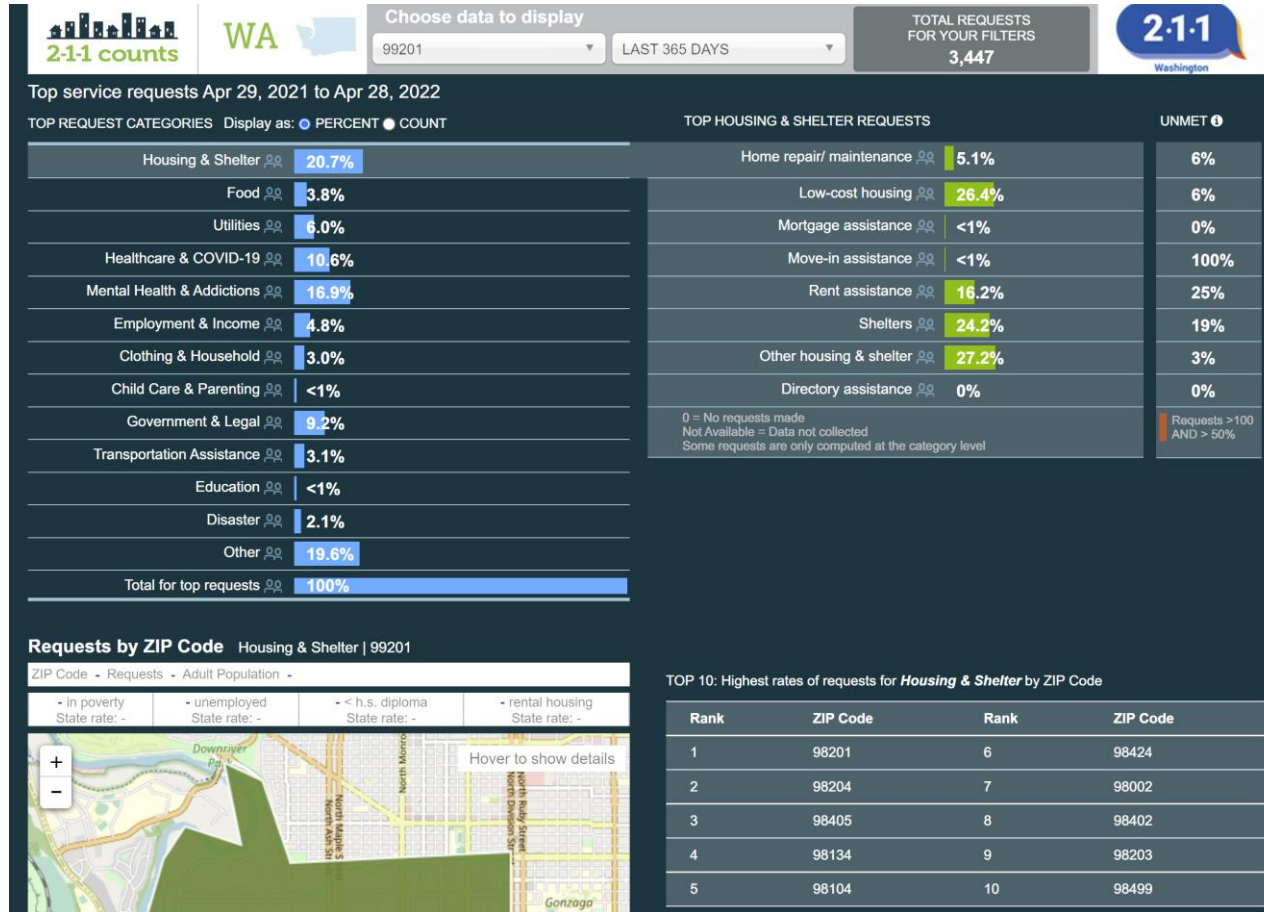 2-1-1 counts
WA
Choose data to display
99201
LAST 365 DAYS
TOTAL REQUESTS
FOR YOUR FILTERS
3,447
2·1·1
Washington
Top service requests Apr 29, 2021 to Apr 28, 2022
TOP REQUEST CATEGORIES Display as: PERCENT COUNT
Housing & Shelter 20.7%
Food 3.8%
Utilities 6.0%
Healthcare & COVID-19 10.6%
Mental Health & Addictions 16.9%
Employment & Income 4.8%
Clothing & Household 3.0%
Child Care & Parenting <1%
Government & Legal 9.2%
Transportation Assistance 3.1%
Education <1%
Disaster 2.1%
Other 19.6%
Total for top requests 100%
TOP HOUSING & SHELTER REQUESTS UNMET
Home repair/ maintenance 5.1% 6%
Low-cost housing 26.4% 6%
Mortgage assistance <1% 0%
Move-in assistance <1% 100%
Rent assistance 16.2% 25%
Shelters 24.2% 19%
Other housing & shelter 27.2% 3%
Directory assistance 0% 0%
0 = No requests made
Not Available = Data not collected
Some requests are only computed at the category level
Requests >100
AND > 50%
Requests by ZIP Code Housing & Shelter | 99201
ZIP Code - Requests - Adult Population -
- in poverty
State rate: -
- unemployed
State rate: -
- < h.s. diploma
State rate: -
- rental housing
State rate: -
+
−
Hover to show details
Downriver
North Monro
North Maple S
North Ash Str
North Ruby Street
North Division Str
Gonzaga
TOP 10: Highest rates of requests for Housing & Shelter by ZIP Code
Rank ZIP Code Rank ZIP Code
1 98201 6 98424
2 98204 7 98002
3 98405 8 98402
4 98134 9 98203
5 98104 10 98499